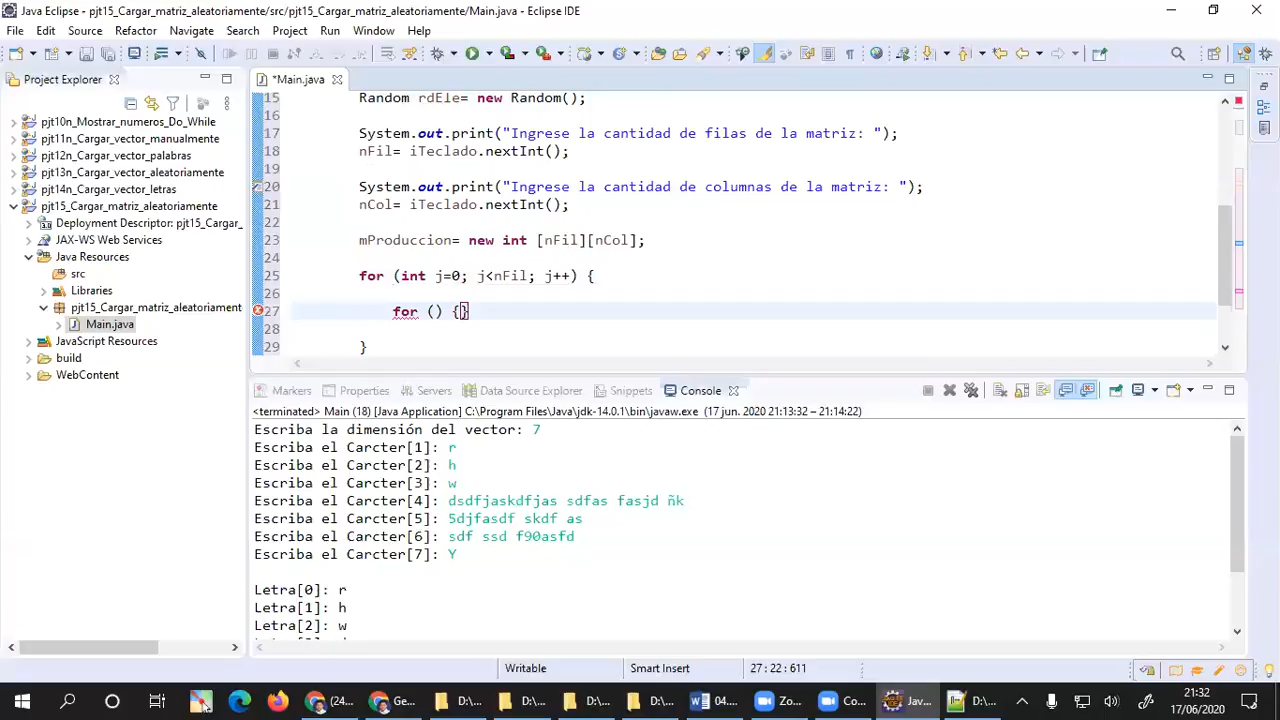 Java Eclipse - pjt15_Cargar_matriz_aleatoriamente/src/pjt15_Cargar_matriz_aleatoriamente/Main.java - Eclipse IDE
File Edit Source Refactor Navigate Search Project Run Window Help
Project Explorer
pjt10n_Mostrar_numeros_Do_While
pjt11n_Cargar_vector_manualmente
pjt12n_Cargar_vector_palabras
pjt13n_Cargar_vector_aleatoriamente
pjt14n_Cargar_vector_letras
pjt15_Cargar_matriz_aleatoriamente
Deployment Descriptor: pjt15_Cargar_
JAX-WS Web Services
Java Resources
src
Libraries
pjt15_Cargar_matriz_aleatoriament
Main.java
JavaScript Resources
build
WebContent
*Main.java
15 Random rdEle= new Random();
16
17 System.out.print("Ingrese la cantidad de filas de la matriz: ");
18 nFil= iTeclado.nextInt();
19
20 System.out.print("Ingrese la cantidad de columnas de la matriz: ");
21 nCol= iTeclado.nextInt();
22
23 mProduccion= new int [nFil][nCol];
24
25 for (int j=0; j<nFil; j++) {
26
27 for () {}
28
29 }
Markers Properties Servers Data Source Explorer Snippets Console
<terminated> Main (18) [Java Application] C:\Program Files\Java\jdk-14.0.1\bin\javaw.exe (17 jun. 2020 21:13:32 – 21:14:22)
Escriba la dimensión del vector: 7
Escriba el Carcter[1]: r
Escriba el Carcter[2]: h
Escriba el Carcter[3]: w
Escriba el Carcter[4]: dsdfjaskdfjas sdfas fasjd ñk
Escriba el Carcter[5]: 5djfasdf skdf as
Escriba el Carcter[6]: sdf ssd f90asfd
Escriba el Carcter[7]: Y
Letra[0]: r
Letra[1]: h
Letra[2]: w
Writable Smart Insert 27 : 22 : 611
(24... Ge... D:\... D:\... D:\... D:\... 04.... Zo... Co... Jav... D:\...
21:32
17/06/2020